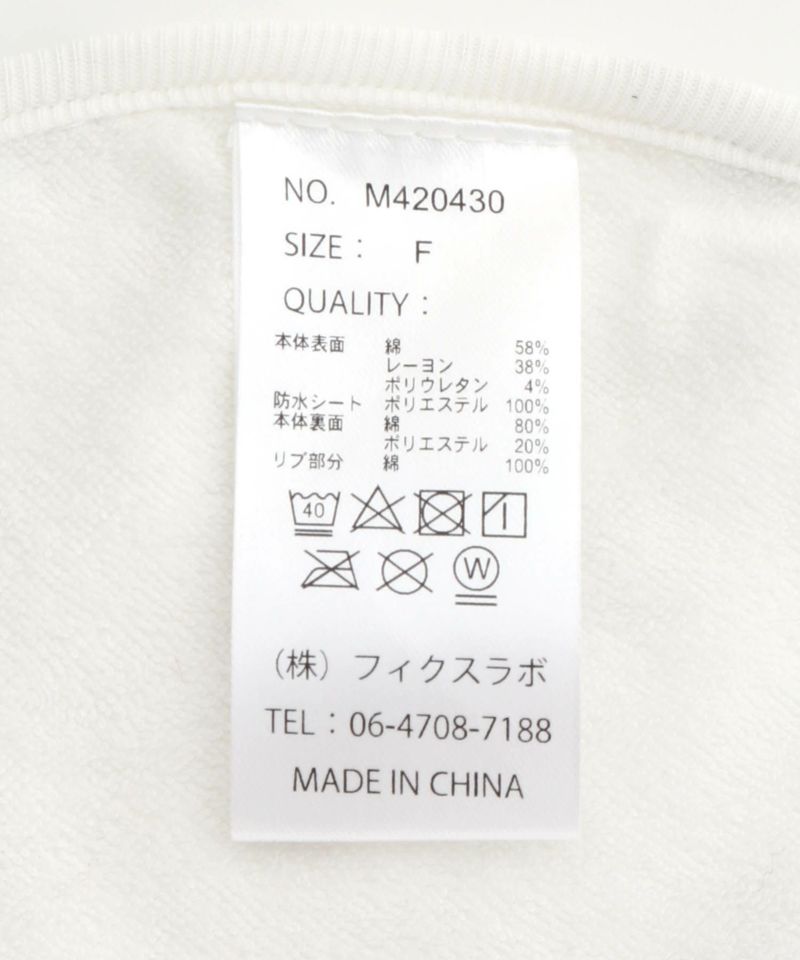 NO. M420430
SIZE： F
QUALITY：
本体表面 綿 58%
レーヨン 38%
ポリウレタン 4%
防水シート ポリエステル 100%
本体裏面 綿 80%
ポリエステル 20%
リブ部分 綿 100%
40
W
（株）フィクスラボ
TEL：06-4708-7188
MADE IN CHINA